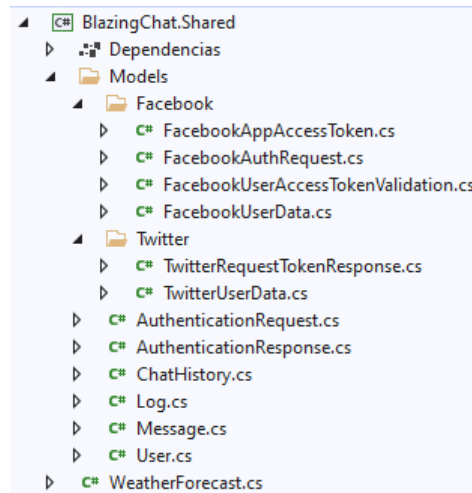 C# BlazingChat.Shared
Dependencias
Models
Facebook
C# FacebookAppAccessToken.cs
C# FacebookAuthRequest.cs
C# FacebookUserAccessTokenValidation.cs
C# FacebookUserData.cs
Twitter
C# TwitterRequestTokenResponse.cs
C# TwitterUserData.cs
C# AuthenticationRequest.cs
C# AuthenticationResponse.cs
C# ChatHistory.cs
C# Log.cs
C# Message.cs
C# User.cs
C# WeatherForecast.cs